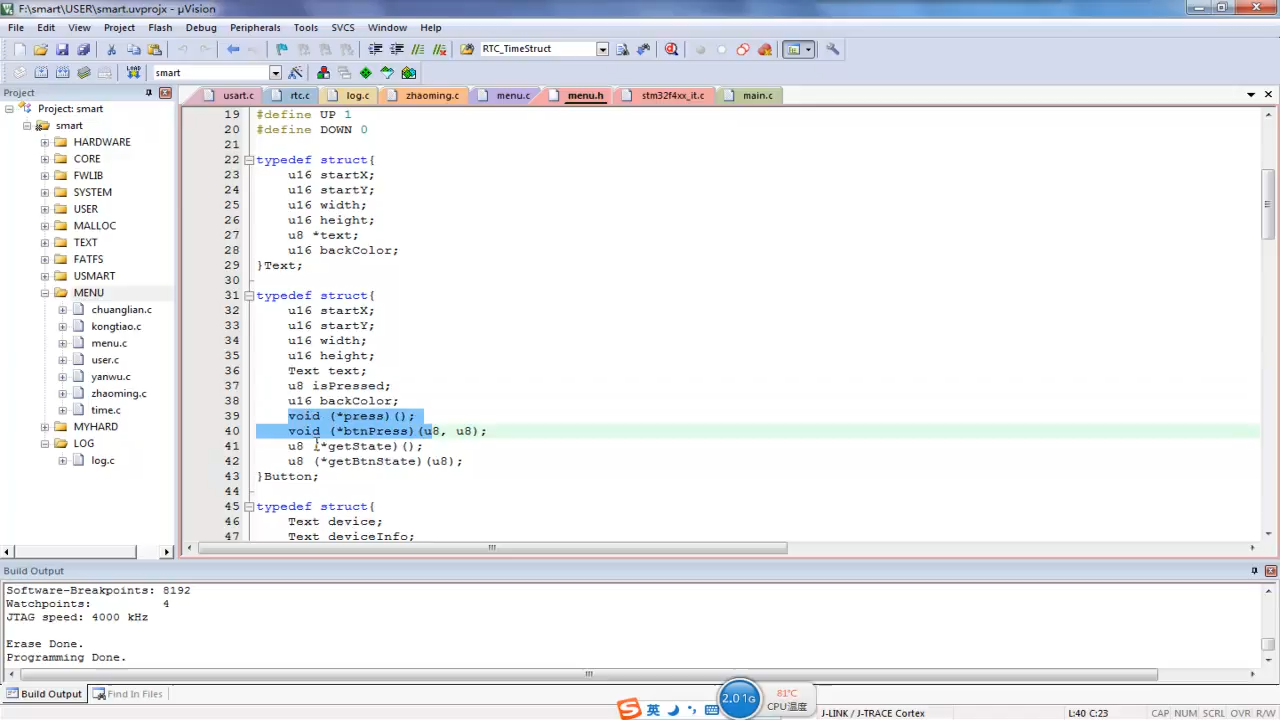 F:\smart\USER\smart.uvprojx - µVision
File Edit View Project Flash Debug Peripherals Tools SVCS Window Help
RTC_TimeStruct
LOAD smart
Project
usart.c rtc.c log.c zhaoming.c menu.c menu.h stm32f4xx_it.c main.c
Project: smart
smart
HARDWARE
CORE
FWLIB
SYSTEM
USER
MALLOC
TEXT
FATFS
USMART
MENU
chuanglian.c
kongtiao.c
menu.c
user.c
yanwu.c
zhaoming.c
time.c
MYHARD
LOG
log.c
19 #define UP 1
20 #define DOWN 0
21
22 typedef struct{
23 u16 startX;
24 u16 startY;
25 u16 width;
26 u16 height;
27 u8 *text;
28 u16 backColor;
29 }Text;
30
31 typedef struct{
32 u16 startX;
33 u16 startY;
34 u16 width;
35 u16 height;
36 Text text;
37 u8 isPressed;
38 u16 backColor;
39 void (*press)();
40 void (*btnPress)(u8, u8);
41 u8 (*getState)();
42 u8 (*getBtnState)(u8);
43 }Button;
44
45 typedef struct{
46 Text device;
47 Text deviceInfo;
Build Output
Software-Breakpoints: 8192
Watchpoints: 4
JTAG speed: 4000 kHz
Erase Done.
Programming Done.
Build Output Find In Files
S 英
2.01G
81°C
CPU温度
J-LINK / J-TRACE Cortex L:40 C:23 CAP NUM SCRL OVR R/W